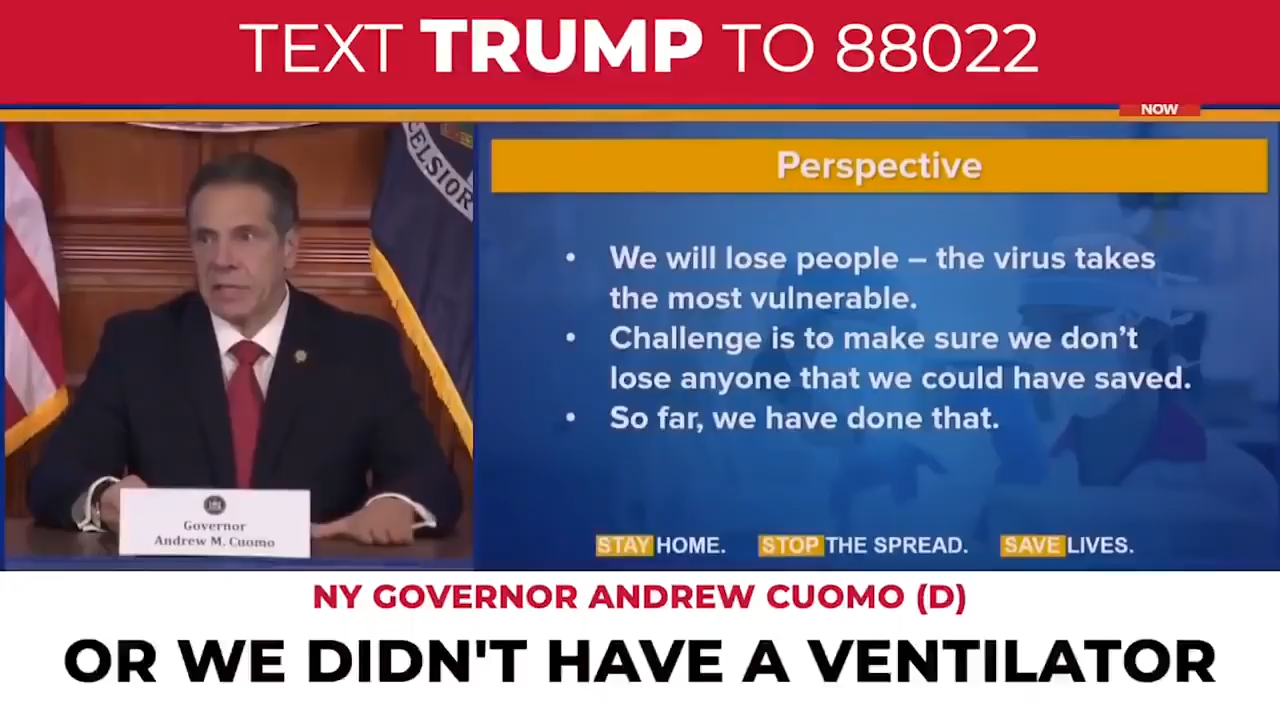 TEXT TRUMP TO 88022
NOW
CELSIOR
Perspective
• We will lose people – the virus takes
the most vulnerable.
• Challenge is to make sure we don't
lose anyone that we could have saved.
• So far, we have done that.
Governor
Andrew M. Cuomo
STAY HOME. STOP THE SPREAD. SAVE LIVES.
NY GOVERNOR ANDREW CUOMO (D)
OR WE DIDN'T HAVE A VENTILATOR